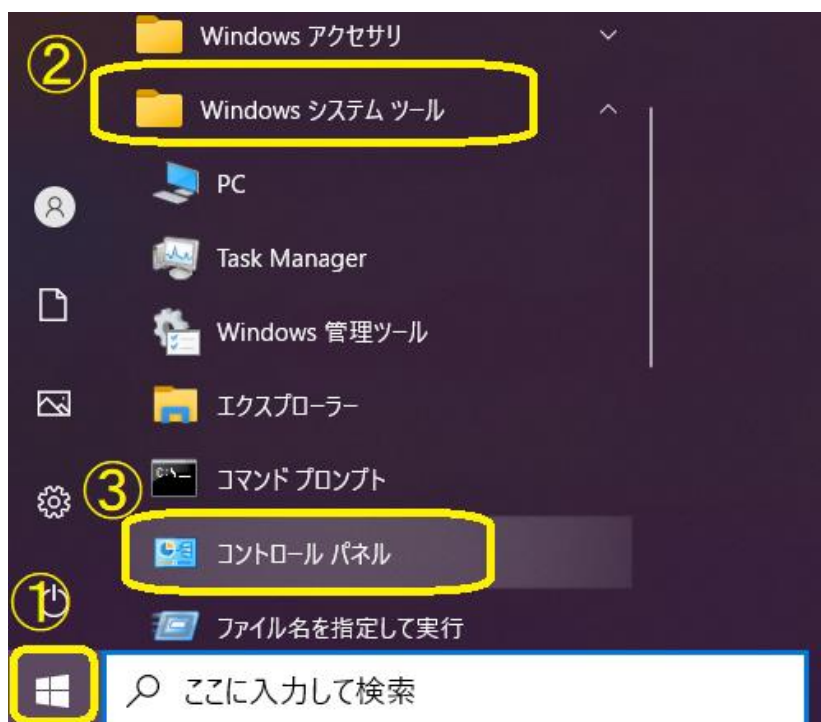 ② Windows アクセサリ
Windows システム ツール
PC
Task Manager
Windows 管理ツール
エクスプローラー
コマンド プロンプト
③ コントロール パネル
① ファイル名を指定して実行
ここに入力して検索